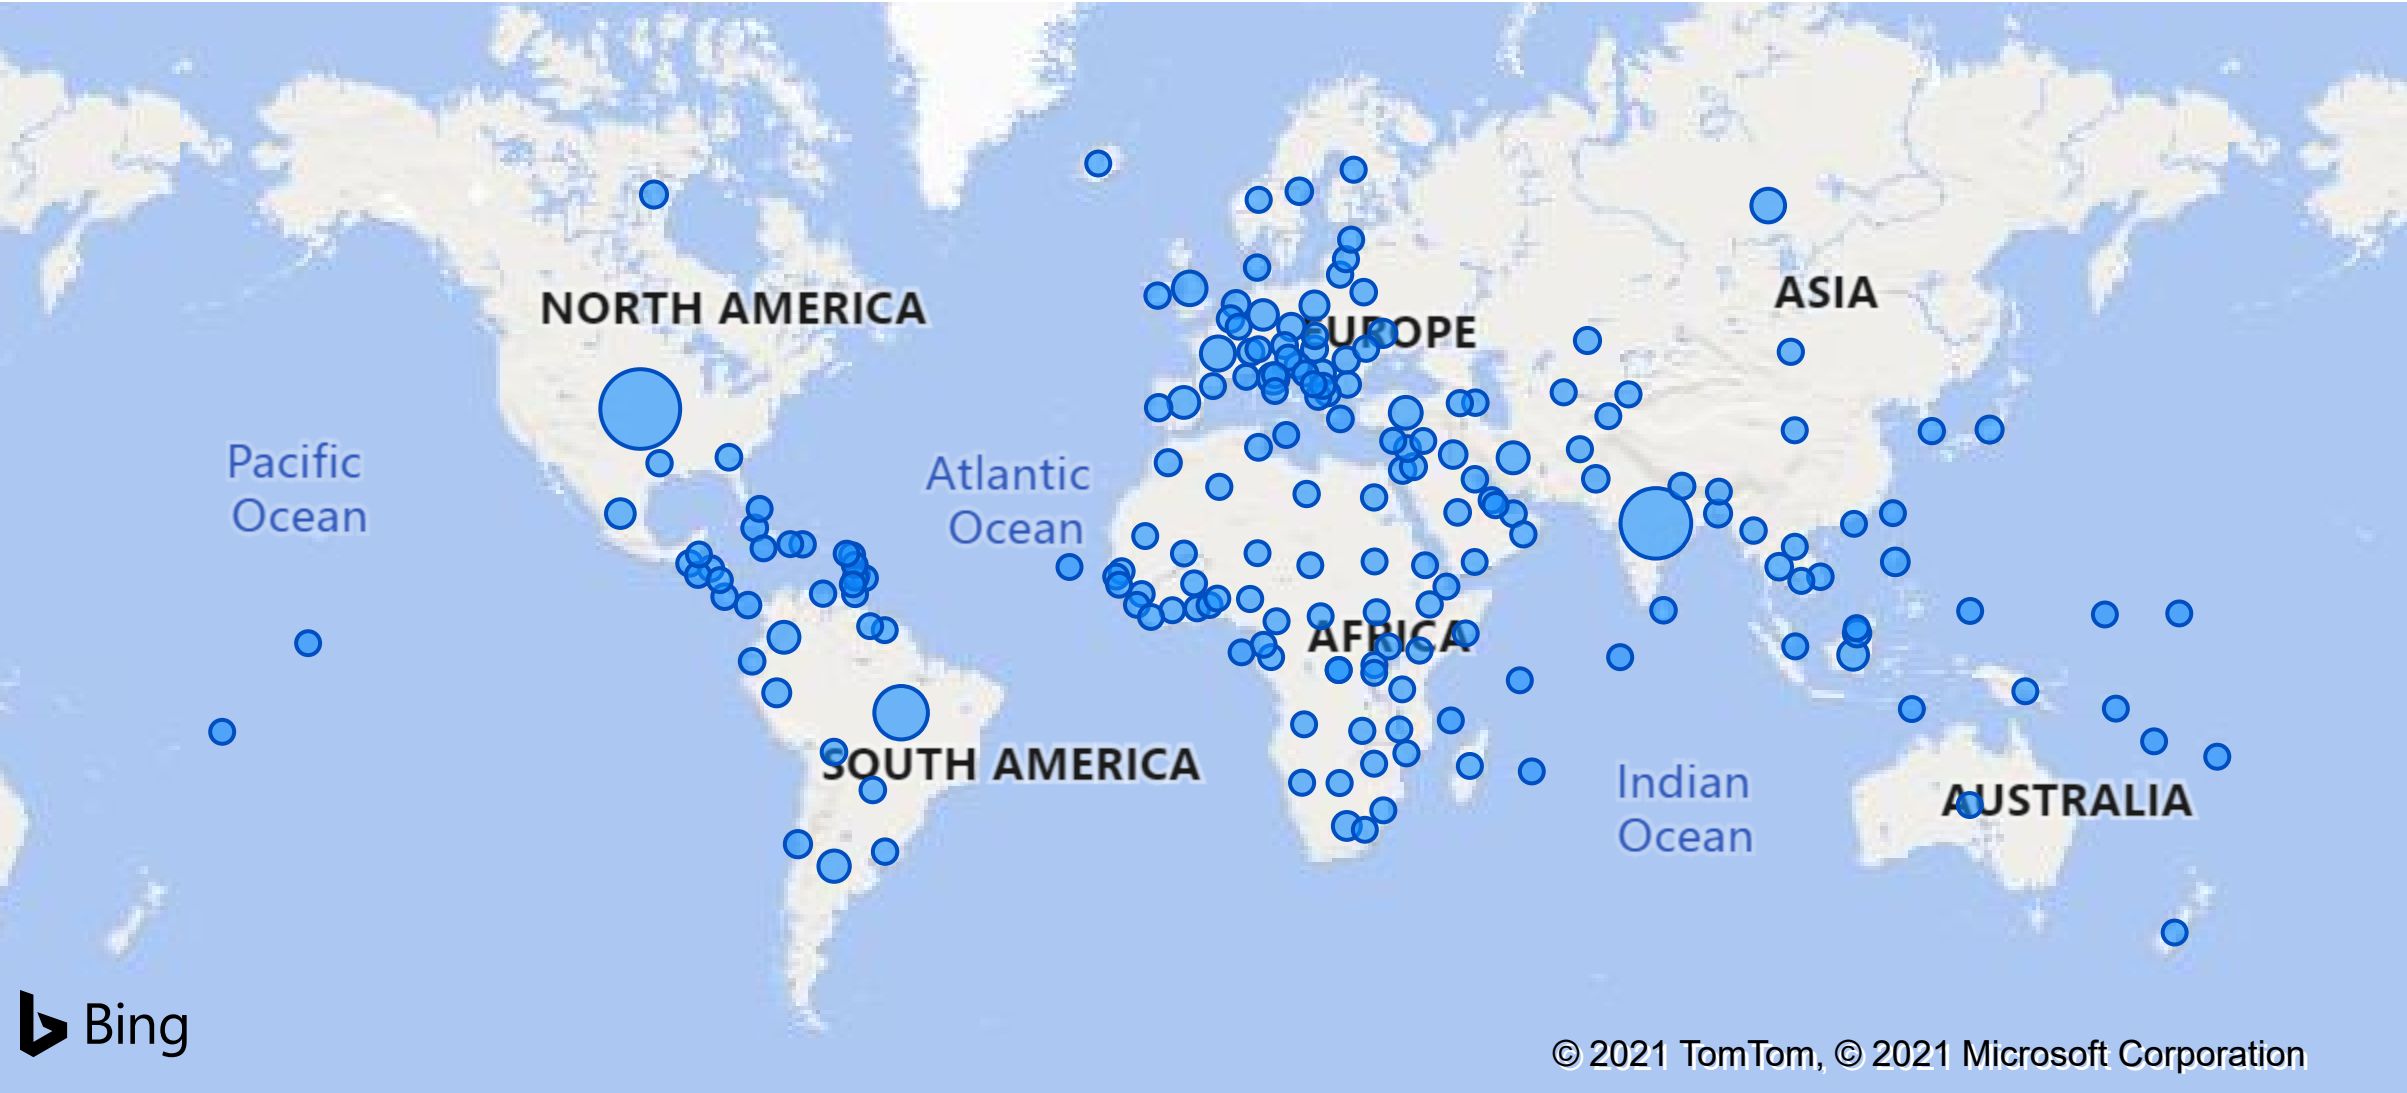 NORTH AMERICA
ASIA
EUROPE
Pacific
Ocean
Atlantic
Ocean
AFRICA
SOUTH AMERICA
Indian
Ocean
AUSTRALIA
Bing
© 2021 TomTom, © 2021 Microsoft Corporation